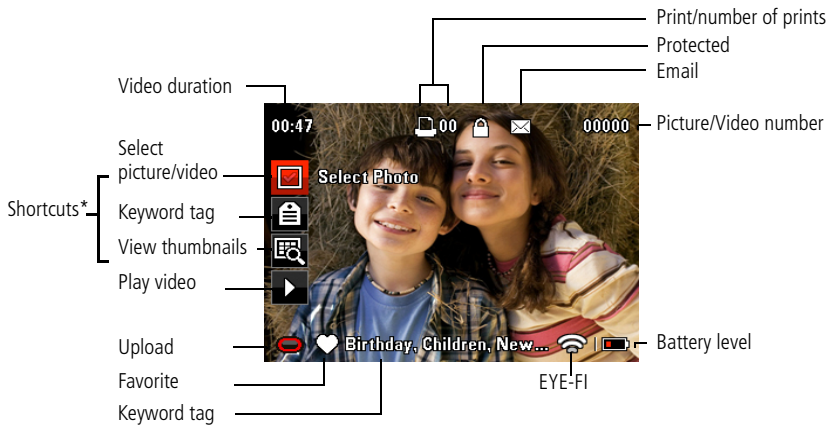 Print/number of prints
Protected
Email
Video duration
00:47
00
00000
Picture/Video number
Select
picture/video
Select Photo
Shortcuts*
Keyword tag
View thumbnails
Play video
Upload
Birthday, Children, New...
Battery level
Favorite
EYE-FI
Keyword tag